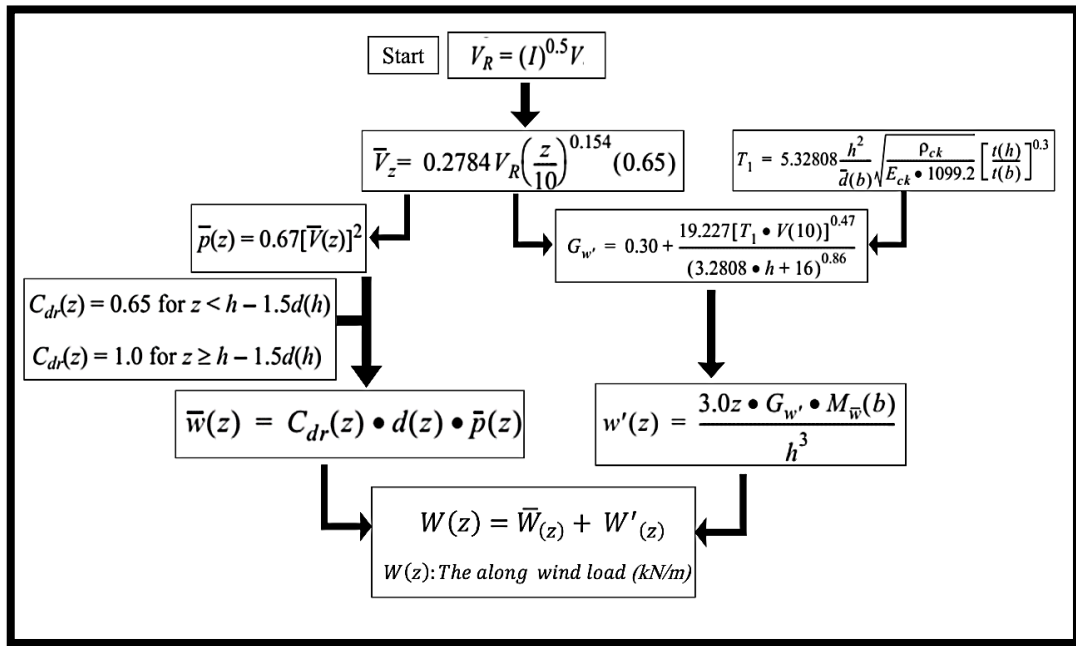 Start
V_R = (I)^0.5 V
V̅_z = 0.2784 V_R (z/10)^0.154 (0.65)
T_1 = 5.32808 h^2/d̅(b) √(ρ_ck/(E_ck • 1099.2)) [t(h)/t(b)]^0.3
p̅(z) = 0.67[V̅(z)]^2
G_w' = 0.30 + 19.227[T_1 • V(10)]^0.47/(3.2808 • h + 16)^0.86
C_dr(z) = 0.65 for z < h – 1.5d(h)
C_dr(z) = 1.0 for z ≥ h – 1.5d(h)
w̅(z) = C_dr(z) • d(z) • p̅(z)
w'(z) = 3.0z • G_w' • M_w̅(b)/h^3
W(z) = W̅_(z) + W'_(z)
W(z): The along wind load (kN/m)